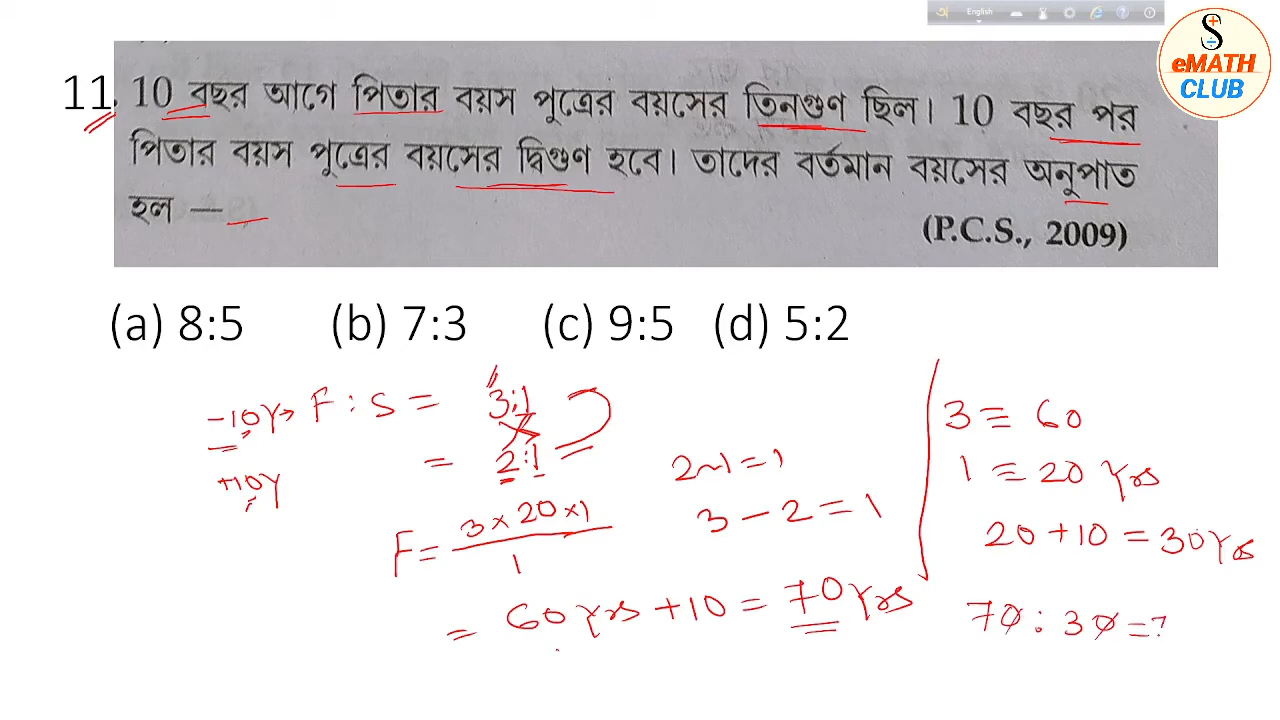 English
S
eMATH
CLUB
11. 10 বছর আগে পিতার বয়স পুত্রের বয়সের তিনগুণ ছিল। 10 বছর পর
পিতার বয়স পুত্রের বয়সের দ্বিগুণ হবে। তাদের বর্তমান বয়সের অনুপাত
হল —
(P.C.S., 2009)
(a) 8:5 (b) 7:3 (c) 9:5 (d) 5:2
-10Y→ F : S = 3:1
+10Y = 2:1
2~1=1
3 - 2 = 1
F = 3 × 20 × 1
1
= 60 Yrs + 10 = 70 Yrs
3 = 60
1 = 20 Yrs
20 + 10 = 30 Yrs
70 : 30 = 7